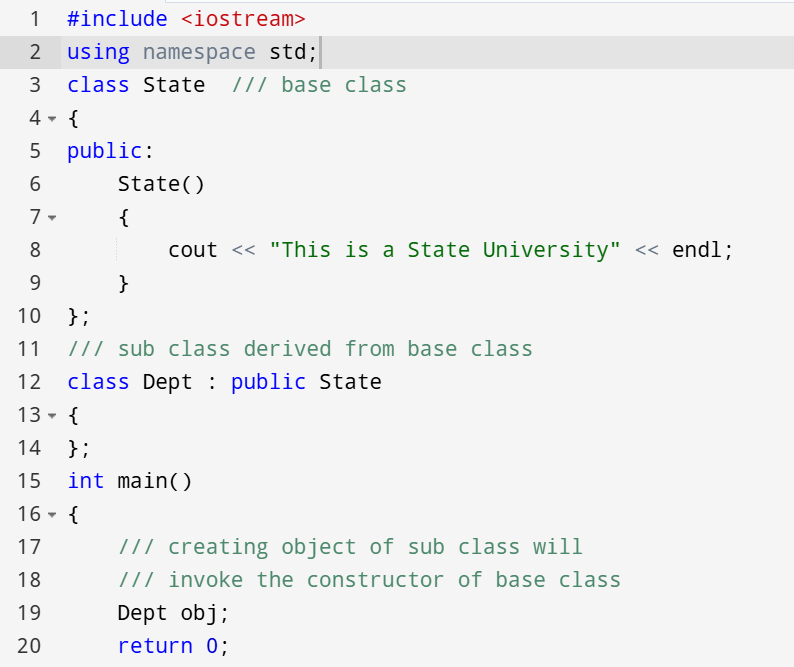 1 #include <iostream>
2 using namespace std;
3 class State  /// base class
4 {
5 public:
6     State()
7     {
8         cout << "This is a State University" << endl;
9     }
10 };
11 /// sub class derived from base class
12 class Dept : public State
13 {
14 };
15 int main()
16 {
17     /// creating object of sub class will
18     /// invoke the constructor of base class
19     Dept obj;
20     return 0;